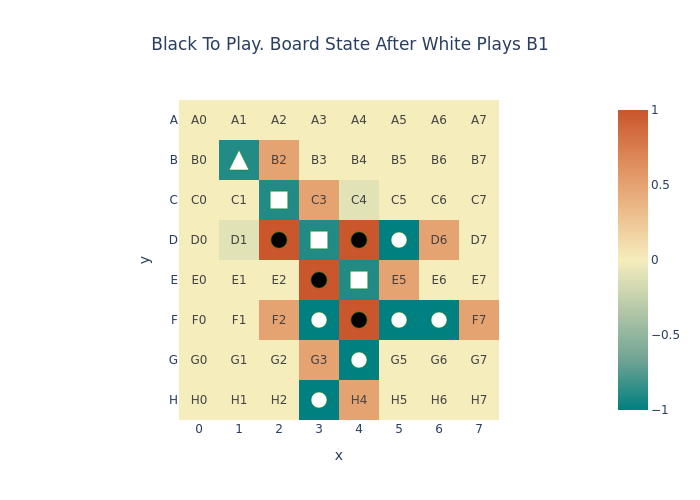 Black To Play. Board State After White Plays B1
A A0 A1 A2 A3 A4 A5 A6 A7 1
B B0 B2 B3 B4 B5 B6 B7
C C0 C1 C3 C4 C5 C6 C7 0.5
D D0 D1 D6 D7
y 0
E E0 E1 E2 E5 E6 E7
F F0 F1 F2 F7 −0.5
G G0 G1 G2 G3 G5 G6 G7
H H0 H1 H2 H4 H5 H6 H7 −1
0 1 2 3 4 5 6 7
x